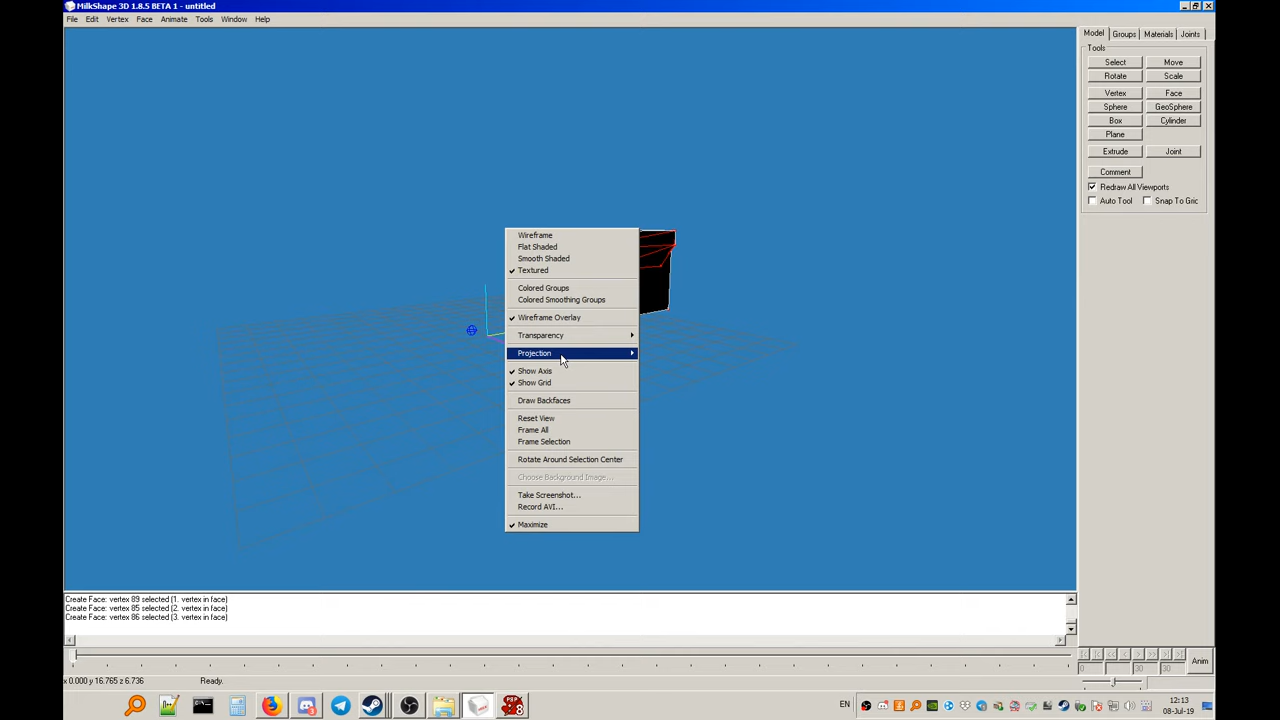 MilkShape 3D 1.8.5 BETA 1 - untitled
File Edit Vertex Face Animate Tools Window Help
Model Groups Materials Joints
Tools
Select Move
Rotate Scale
Vertex Face
Sphere GeoSphere
Box Cylinder
Plane
Extrude Joint
Comment
Redraw All Viewports
Auto Tool Snap To Gric
Wireframe
Flat Shaded
Smooth Shaded
Textured
Colored Groups
Colored Smoothing Groups
Wireframe Overlay
Transparency
Projection
Show Axis
Show Grid
Draw Backfaces
Reset View
Frame All
Frame Selection
Rotate Around Selection Center
Choose Background Image...
Take Screenshot...
Record AVI...
Maximize
Create Face: vertex 89 selected (1. vertex in face)
Create Face: vertex 85 selected (2. vertex in face)
Create Face: vertex 86 selected (3. vertex in face)
Anim
30 30
x 0.000 y 16.765 z 6.736 Ready.
EN
12:13
08-Jul-19